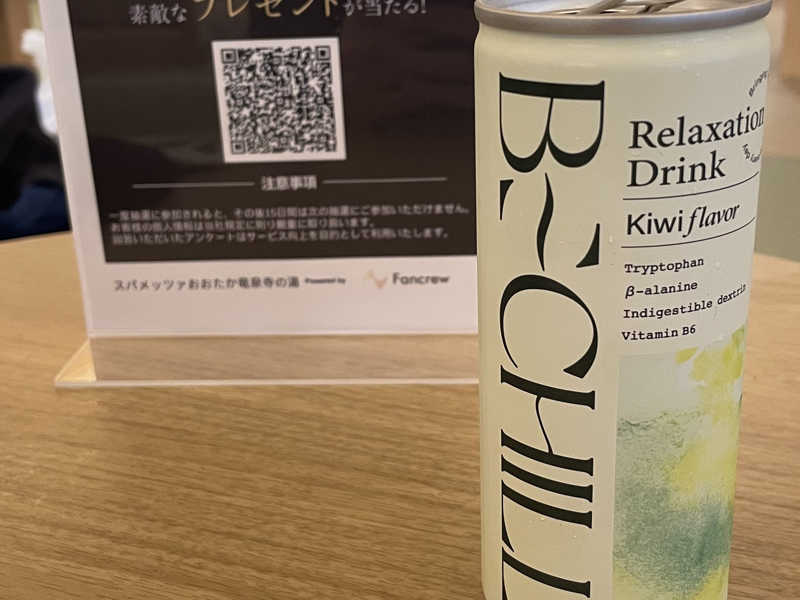 素敵なプレゼントが当たる!
注意事項
一度抽選に参加されると、その後15日間は次の抽選にご参加いただけません。
お客様の個人情報は当社規定に則り厳重に取り扱います。
回答いただいたアンケートはサービス向上を目的として利用いたします。
スパメッツァおおたか竜泉寺の湯 Powered by Fancrew
B∼CHILL
Relaxation
Drink
Kiwi flavor
Tryptophan
β-alanine
Indigestible dextrin
Vitamin B6